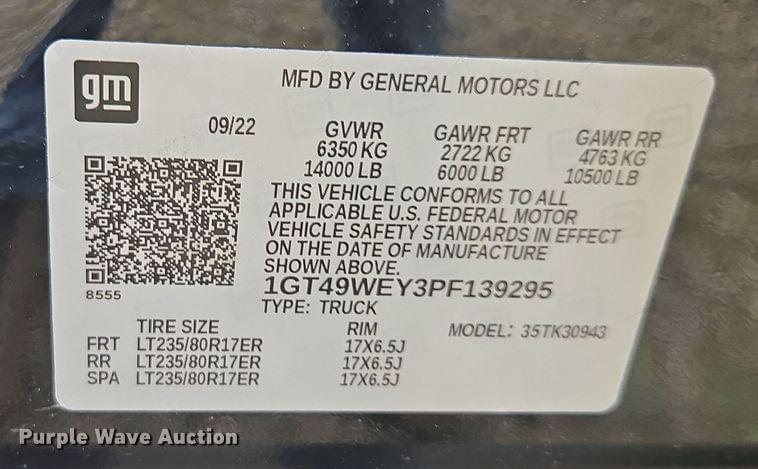 gm
MFD BY GENERAL MOTORS LLC
09/22 GVWR GAWR FRT GAWR RR
6350 KG 2722 KG 4763 KG
14000 LB 6000 LB 10500 LB
THIS VEHICLE CONFORMS TO ALL
APPLICABLE U.S. FEDERAL MOTOR
VEHICLE SAFETY STANDARDS IN EFFECT
ON THE DATE OF MANUFACTURE
SHOWN ABOVE.
8555
1GT49WEY3PF139295
TYPE: TRUCK
TIRE SIZE RIM MODEL: 35TK30943
FRT LT235/80R17ER 17X6.5J
RR LT235/80R17ER 17X6.5J
SPA LT235/80R17ER 17X6.5J
Purple Wave Auction